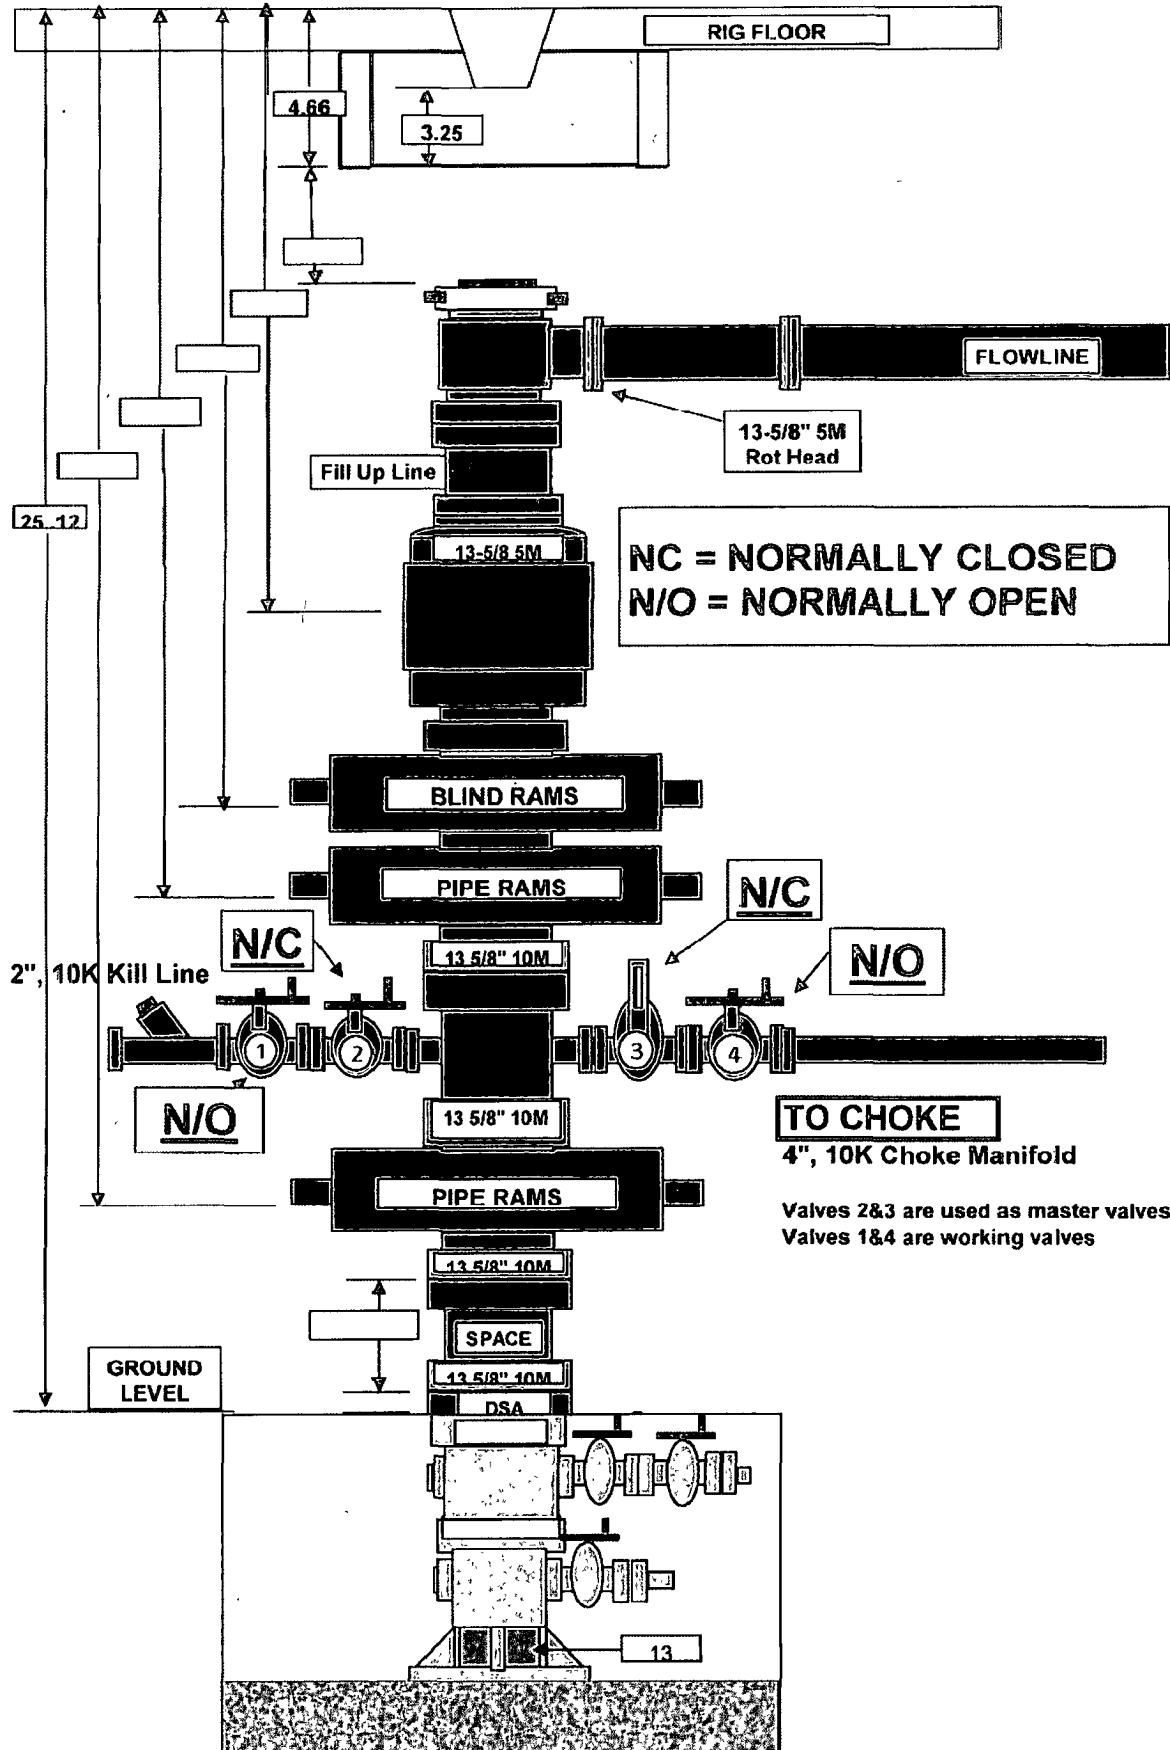 RIG FLOOR
4.66
3.25
FLOWLINE
13-5/8" 5M
Rot Head
Fill Up Line
25 .12
13-5/8 5M
NC = NORMALLY CLOSED
N/O = NORMALLY OPEN
BLIND RAMS
PIPE RAMS
N/C
N/C
N/O
13 5/8" 10M
2", 10K Kill Line
1
2
3
4
N/O
13 5/8" 10M
TO CHOKE
4", 10K Choke Manifold
PIPE RAMS
Valves 2&3 are used as master valves
Valves 1&4 are working valves
13 5/8" 10M
SPACE
GROUND
LEVEL
13 5/8" 10M
DSA
13